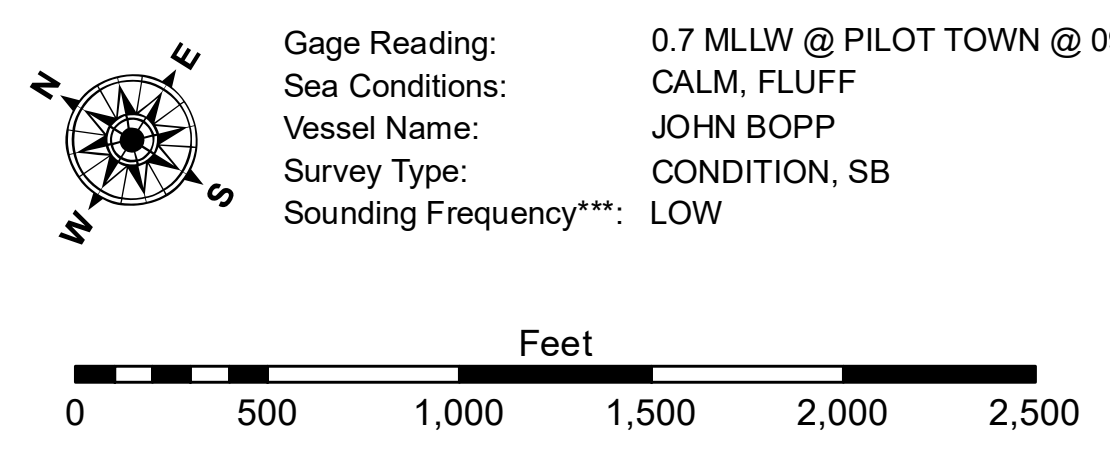 N
E
S
W
Gage Reading: 0.7 MLLW @ PILOT TOWN @
Sea Conditions: CALM, FLUFF
Vessel Name: JOHN BOPP
Survey Type: CONDITION, SB
Sounding Frequency***: LOW
Feet
0 500 1,000 1,500 2,000 2,500